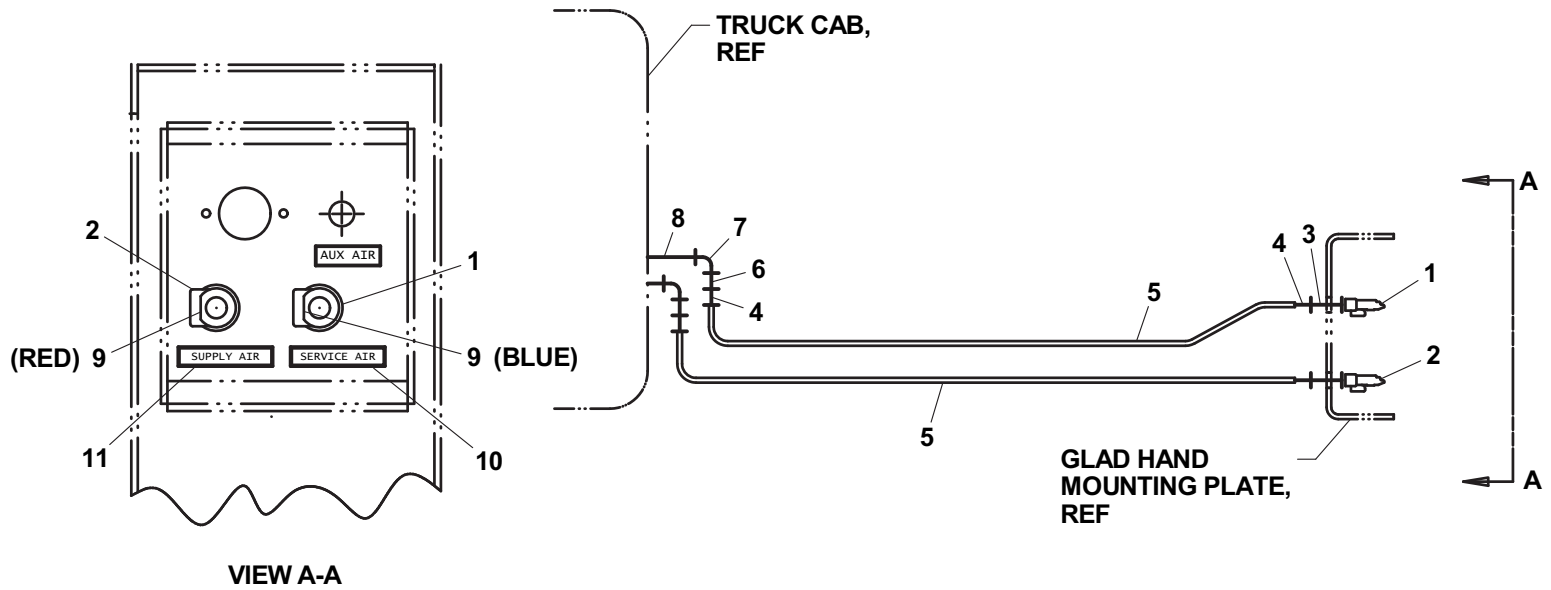 TRUCK CAB,
REF
A
8
7
2
AUX AIR
1
6
4
3
4
1
5
(RED) 9
SUPPLY AIR
SERVICE AIR
9 (BLUE)
2
5
11
10
GLAD HAND
MOUNTING PLATE,
REF
A
VIEW A-A